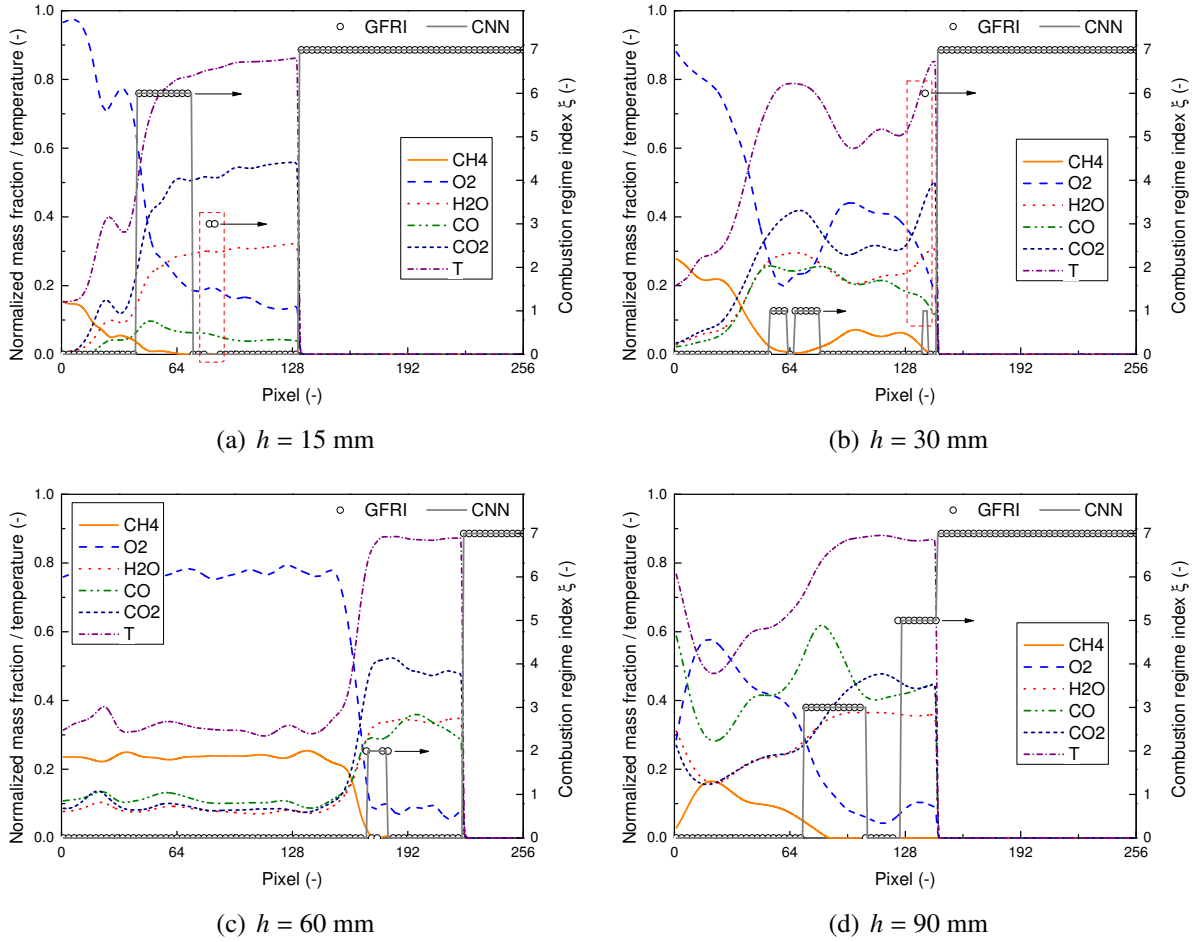 Normalized mass fraction / temperature (-)
1.0
0.8
0.6
0.4
0.2
0.0
GFRI CNN
CH4
O2
H2O
CO
CO2
T
7
6
5
4
3
2
1
0
Combustion regime index ξ (-)
0 64 128 192 256
Pixel (-)
(a) h = 15 mm
Normalized mass fraction / temperature (-)
1.0
0.8
0.6
0.4
0.2
0.0
GFRI CNN
CH4
O2
H2O
CO
CO2
T
7
6
5
4
3
2
1
0
Combustion regime index ξ (-)
0 64 128 192 256
Pixel (-)
(b) h = 30 mm
Normalized mass fraction / temperature (-)
1.0
0.8
0.6
0.4
0.2
0.0
CH4
O2
H2O
CO
CO2
T
GFRI CNN
7
6
5
4
3
2
1
0
Combustion regime index ξ (-)
0 64 128 192 256
Pixel (-)
(c) h = 60 mm
Normalized mass fraction / temperature (-)
1.0
0.8
0.6
0.4
0.2
0.0
GFRI CNN
CH4
O2
H2O
CO
CO2
T
7
6
5
4
3
2
1
0
Combustion regime index ξ (-)
0 64 128 192 256
Pixel (-)
(d) h = 90 mm